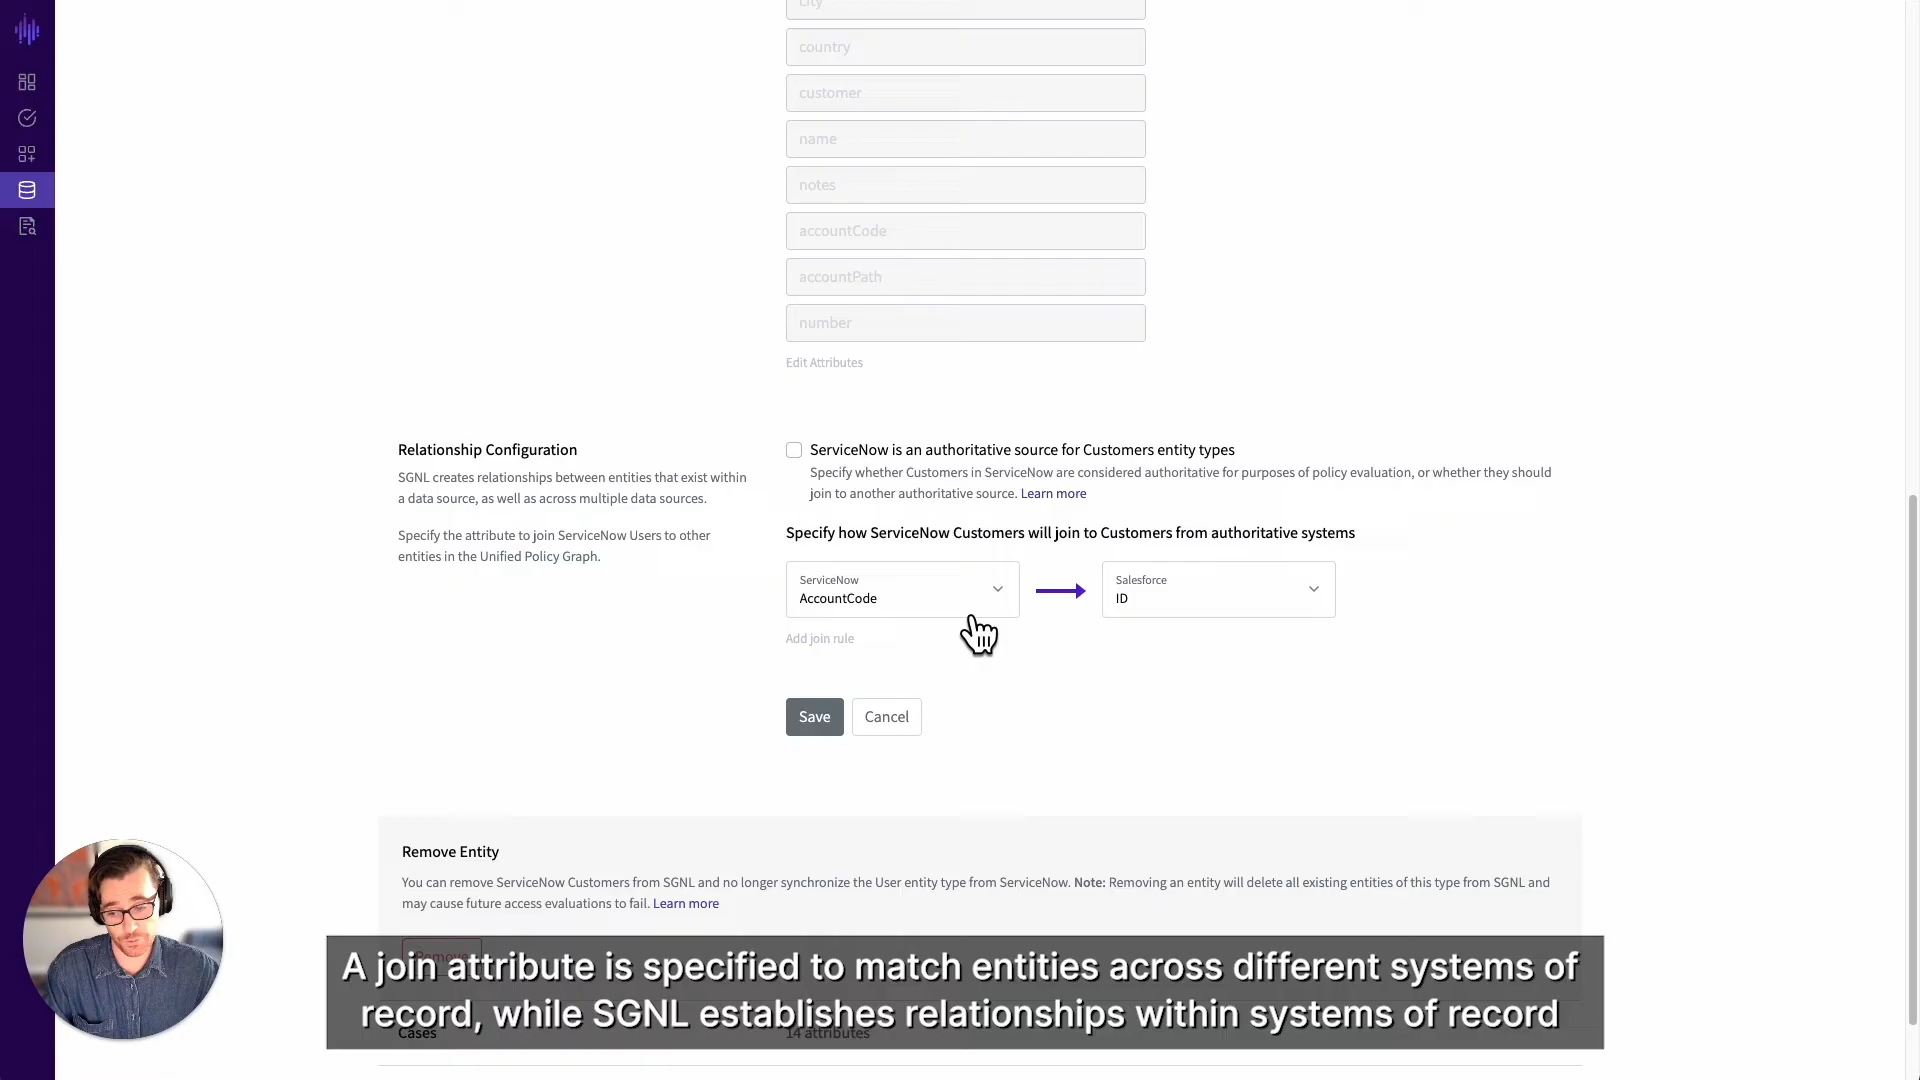 city
country
customer
name
notes
accountCode
accountPath
number
Edit Attributes
Relationship Configuration
SGNL creates relationships between entities that exist within
a data source, as well as across multiple data sources.
Specify the attribute to join ServiceNow Users to other
entities in the Unified Policy Graph.
ServiceNow is an authoritative source for Customers entity types
Specify whether Customers in ServiceNow are considered authoritative for purposes of policy evaluation, or whether they should
join to another authoritative source. Learn more
Specify how ServiceNow Customers will join to Customers from authoritative systems
ServiceNow
AccountCode
Salesforce
ID
Add join rule
Save
Cancel
Remove Entity
You can remove ServiceNow Customers from SGNL and no longer synchronize the User entity type from ServiceNow. Note: Removing an entity will delete all existing entities of this type from SGNL and
may cause future access evaluations to fail. Learn more
Remove
A join attribute is specified to match entities across different systems of
record, while SGNL establishes relationships within systems of record
Cases
14 attributes